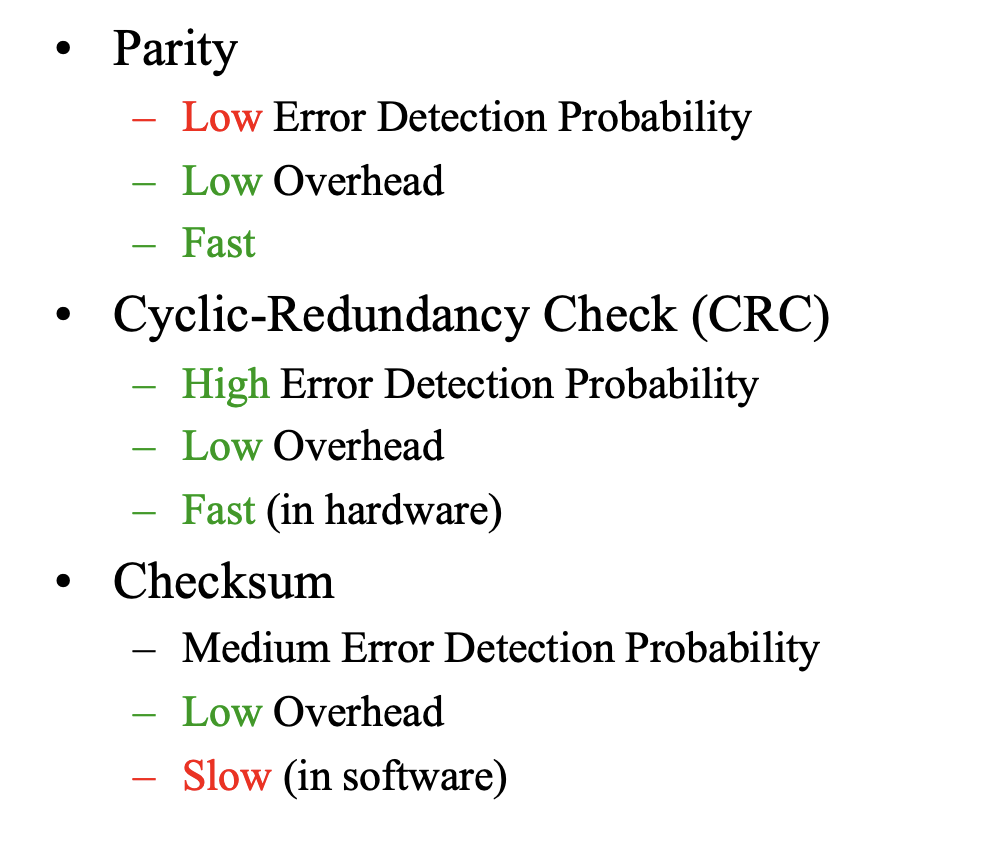 • Parity
– Low Error Detection Probability
– Low Overhead
– Fast
• Cyclic-Redundancy Check (CRC)
– High Error Detection Probability
– Low Overhead
– Fast (in hardware)
• Checksum
– Medium Error Detection Probability
– Low Overhead
– Slow (in software)